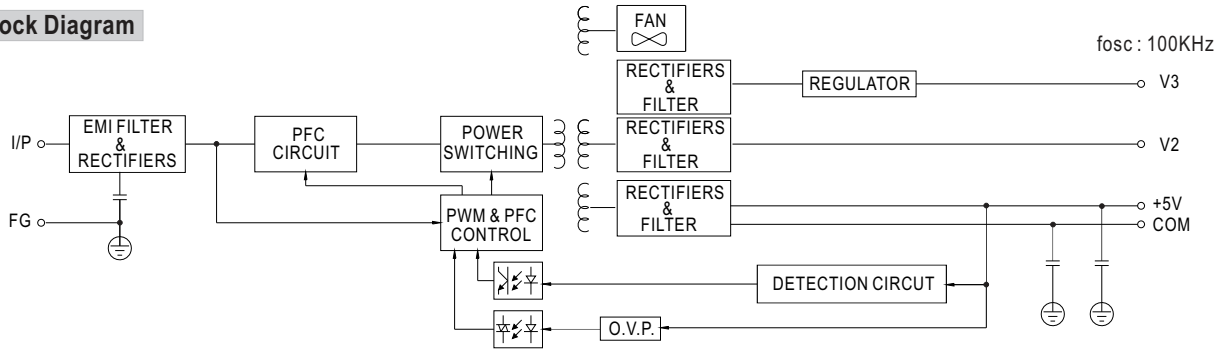 ock Diagram
FAN
fosc : 100KHz
RECTIFIERS
&
FILTER
REGULATOR
V3
I/P
EMI FILTER
&
RECTIFIERS
PFC
CIRCUIT
POWER
SWITCHING
RECTIFIERS
&
FILTER
V2
FG
PWM & PFC
CONTROL
RECTIFIERS
&
FILTER
+5V
COM
DETECTION CIRCUT
O.V.P.